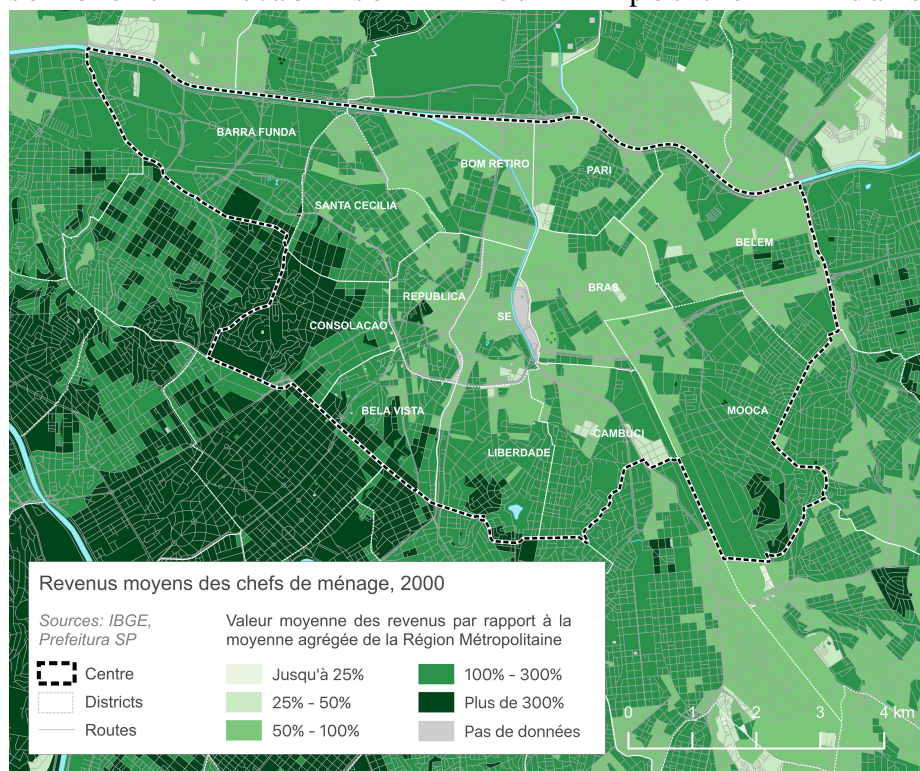 BARRA FUNDA
BOM RETIRO
PARI
SANTA CECILIA
BELEM
REPUBLICA
BRAS
SE
CONSOLACAO
BELA VISTA
MOOCA
CAMBUCI
LIBERDADE
Revenus moyens des chefs de ménage, 2000
Sources: IBGE,
Prefeitura SP
Centre
Districts
Routes
Valeur moyenne des revenus par rapport à la
moyenne agrégée de la Région Métropolitaine
Jusqu'à 25%
25% - 50%
50% - 100%
100% - 300%
Plus de 300%
Pas de données
0 1 2 3 4 km